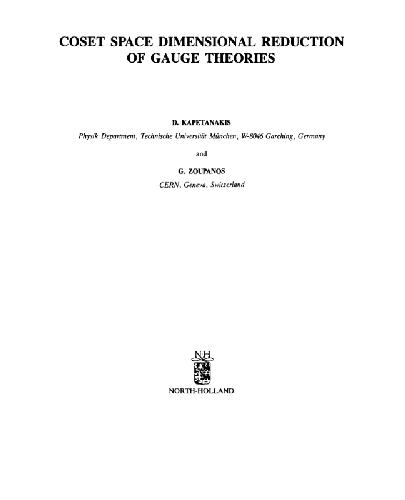 COSET SPACE DIMENSIONAL REDUCTION
OF GAUGE THEORIES
D. KAPETANAKIS
Physik Department, Technische Universität München, W-8046 Garching, Germany
and
G. ZOUPANOS
CERN, Geneva, Switzerland
NH
NORTH-HOLLAND